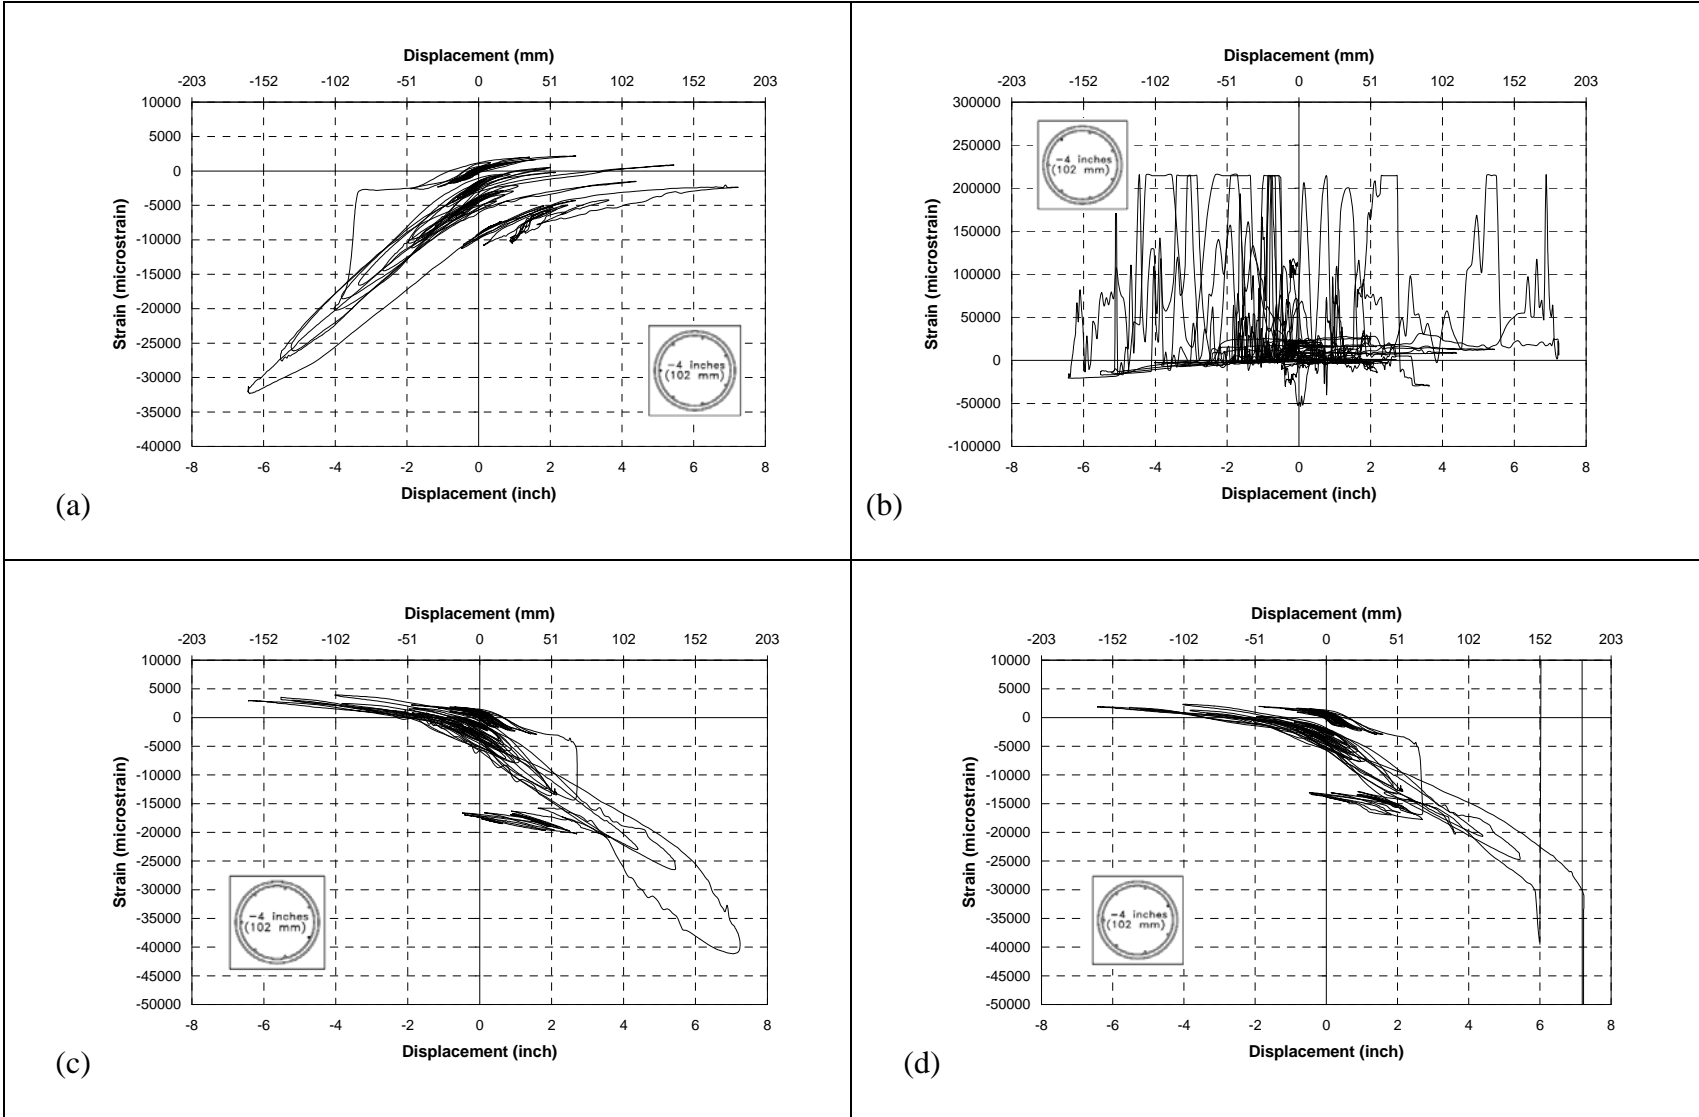 Displacement (mm)
-203 -152 -102 -51 0 51 102 152 203
10000
5000
0
-5000
-10000
-15000
-20000
-25000
-30000
-35000
-40000
Strain (microstrain)
-4 inches
(102 mm)
-8 -6 -4 -2 0 2 4 6 8
Displacement (inch)
(a)
Displacement (mm)
-203 -152 -102 -51 0 51 102 152 203
300000
250000
200000
150000
100000
50000
0
-50000
-100000
Strain (microstrain)
-4 inches
(102 mm)
-8 -6 -4 -2 0 2 4 6 8
Displacement (inch)
(b)
Displacement (mm)
-203 -152 -102 -51 0 51 102 152 203
10000
5000
0
-5000
-10000
-15000
-20000
-25000
-30000
-35000
-40000
-45000
-50000
Strain (microstrain)
-4 inches
(102 mm)
-8 -6 -4 -2 0 2 4 6 8
Displacement (inch)
(c)
Displacement (mm)
-203 -152 -102 -51 0 51 102 152 203
10000
5000
0
-5000
-10000
-15000
-20000
-25000
-30000
-35000
-40000
-45000
-50000
Strain (microstrain)
-4 inches
(102 mm)
-8 -6 -4 -2 0 2 4 6 8
Displacement (inch)
(d)